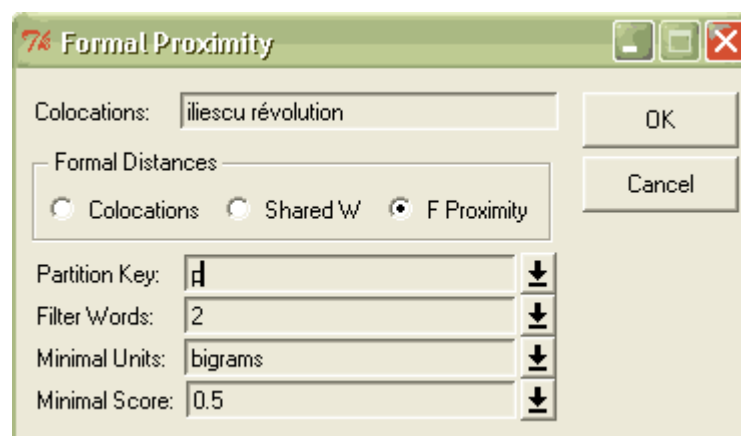 Formal Proximity
Colocations: iliescu révolution
OK
Formal Distances
Cancel
Colocations Shared W F Proximity
Partition Key: p
Filter Words: 2
Minimal Units: bigrams
Minimal Score: 0.5